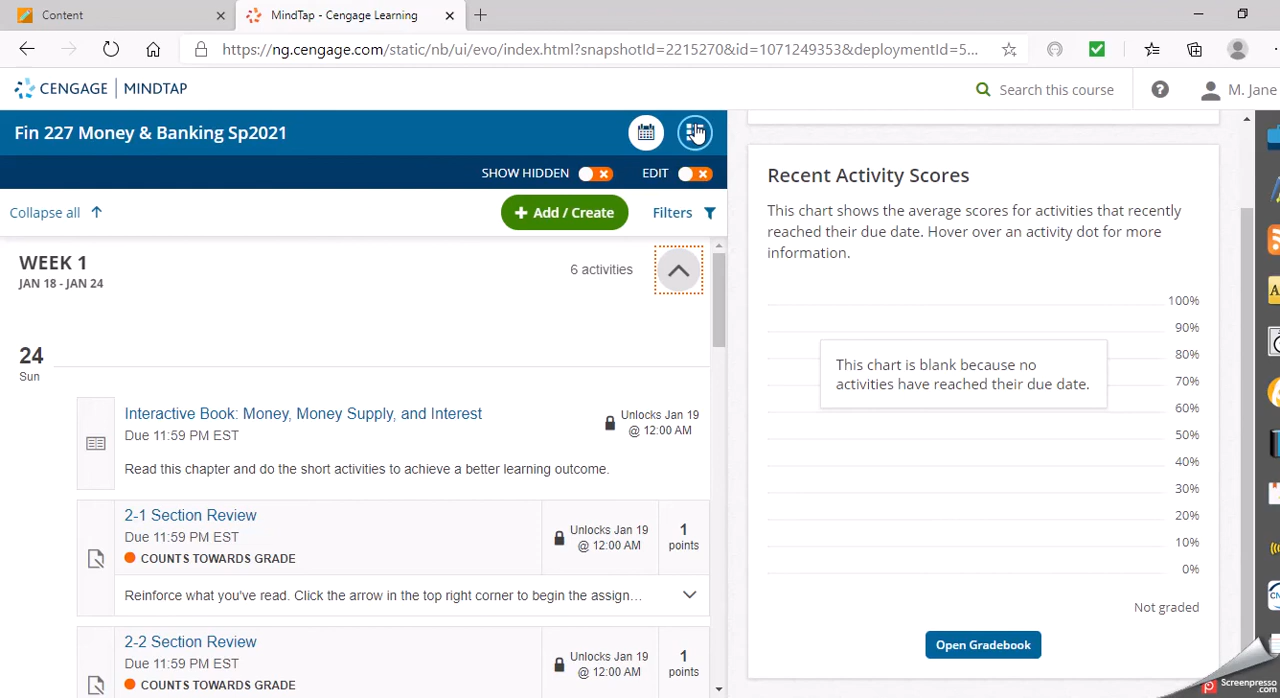 Content
MindTap - Cengage Learning
https://ng.cengage.com/static/nb/ui/evo/index.html?snapshotId=2215270&id=1071249353&deploymentId=5...
CENGAGE MINDTAP
Search this course
M. Jane
Fin 227 Money & Banking Sp2021
SHOW HIDDEN
EDIT
Collapse all
+ Add / Create
Filters
WEEK 1
JAN 18 - JAN 24
6 activities
24
Sun
Interactive Book: Money, Money Supply, and Interest
Due 11:59 PM EST
Unlocks Jan 19
@ 12:00 AM
Read this chapter and do the short activities to achieve a better learning outcome.
2-1 Section Review
Due 11:59 PM EST
COUNTS TOWARDS GRADE
Unlocks Jan 19
@ 12:00 AM
1
points
Reinforce what you've read. Click the arrow in the top right corner to begin the assign...
2-2 Section Review
Due 11:59 PM EST
COUNTS TOWARDS GRADE
Unlocks Jan 19
@ 12:00 AM
1
points
Recent Activity Scores
This chart shows the average scores for activities that recently
reached their due date. Hover over an activity dot for more
information.
100%
90%
80%
70%
60%
50%
40%
30%
20%
10%
0%
This chart is blank because no
activities have reached their due date.
Not graded
Open Gradebook
Screenpresso
.com